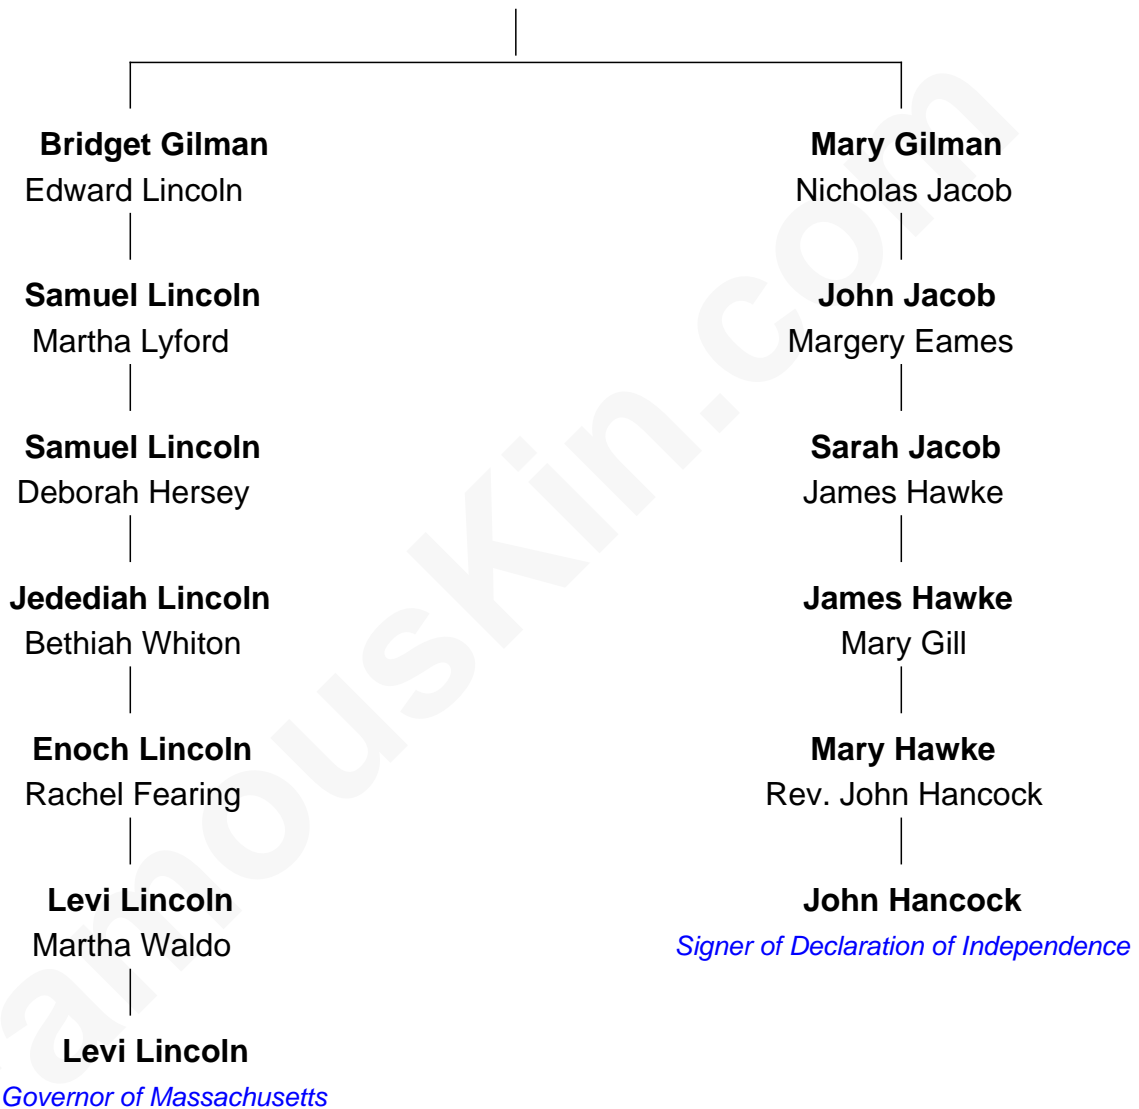 Bridget Gilman
Edward Lincoln
Mary Gilman
Nicholas Jacob
Samuel Lincoln
Martha Lyford
John Jacob
Margery Eames
Samuel Lincoln
Deborah Hersey
Sarah Jacob
James Hawke
Jedediah Lincoln
Bethiah Whiton
James Hawke
Mary Gill
Enoch Lincoln
Rachel Fearing
Mary Hawke
Rev. John Hancock
Levi Lincoln
Martha Waldo
John Hancock
Signer of Declaration of Independence
Levi Lincoln
Governor of Massachusetts
amousKin.com